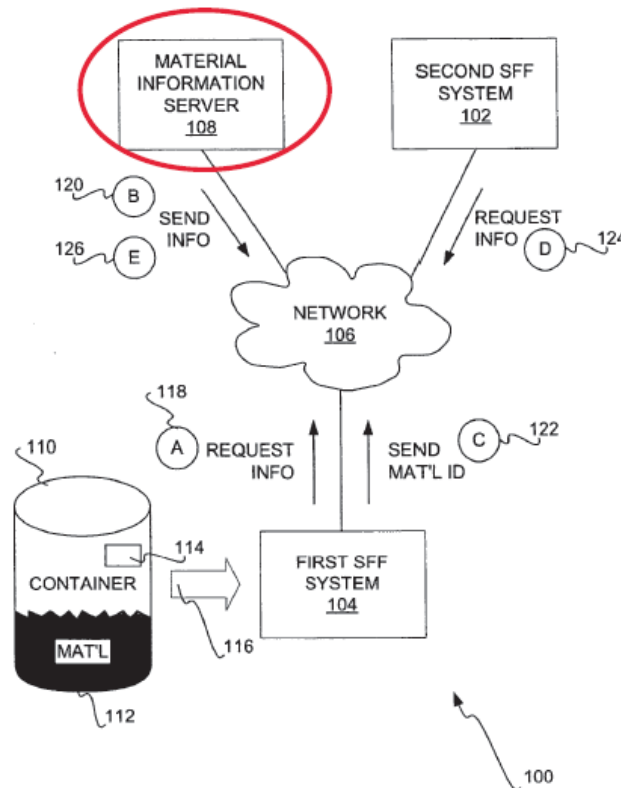 MATERIAL
INFORMATION
SERVER
108
SECOND SFF
SYSTEM
102
120
B
SEND
INFO
126
E
REQUEST
INFO
D
124
NETWORK
106
118
A
REQUEST
INFO
SEND
MAT'L ID
C
122
110
114
CONTAINER
MAT'L
112
116
FIRST SFF
SYSTEM
104
100